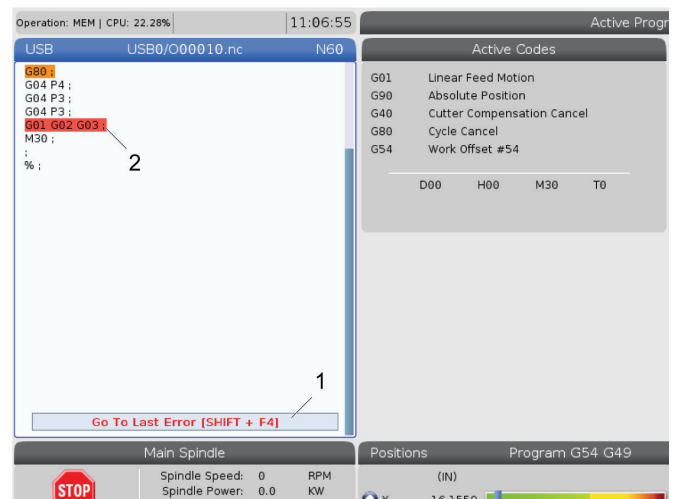 Operation: MEM | CPU: 22.28%
11:06:55
Active Progr
USB USB0/O00010.nc N60
G80 ;
G04 P4 ;
G04 P3 ;
G04 P3 ;
G01 G02 G03 ;
M30 ;
;
% ;
2
1
Go To Last Error [SHIFT + F4]
Active Codes
G01 Linear Feed Motion
G90 Absolute Position
G40 Cutter Compensation Cancel
G80 Cycle Cancel
G54 Work Offset #54
D00 H00 M30 T0
Main Spindle
STOP
Spindle Speed: 0 RPM
Spindle Power: 0.0 KW
Positions Program G54 G49
(IN)